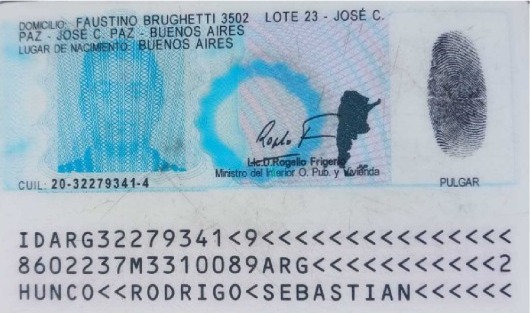 DOMICILIO: FAUSTINO BRUGHETTI 3502 LOTE 23 - JOSÉ C.
PAZ - JOSÉ C. PAZ - BUENOS AIRES
LUGAR DE NACIMIENTO: BUENOS AIRES
Lic.D.Rogelio Frigerio
Ministro del Interior O. Pub. y Vivienda
CUIL: 20-32279341-4
PULGAR
IDARG32279341<9<<<<<<<<<<<<<<<
8602237M3310089ARG<<<<<<<<<<<2
HUNCO<<RODRIGO<SEBASTIAN<<<<<<